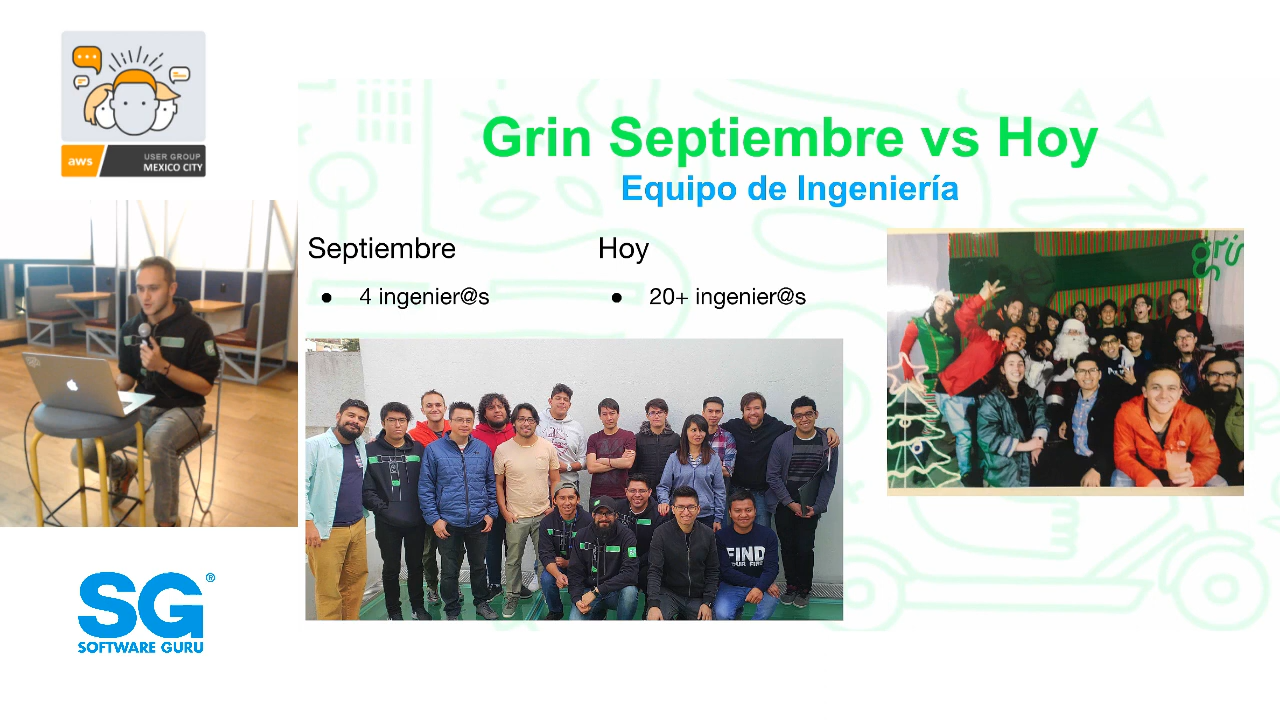 aws
USER GROUP
MEXICO CITY
Grin Septiembre vs Hoy
Equipo de Ingeniería
Septiembre
● 4 ingenier@s
Hoy
● 20+ ingenier@s
grin
FIND
SG®
SOFTWARE GURU